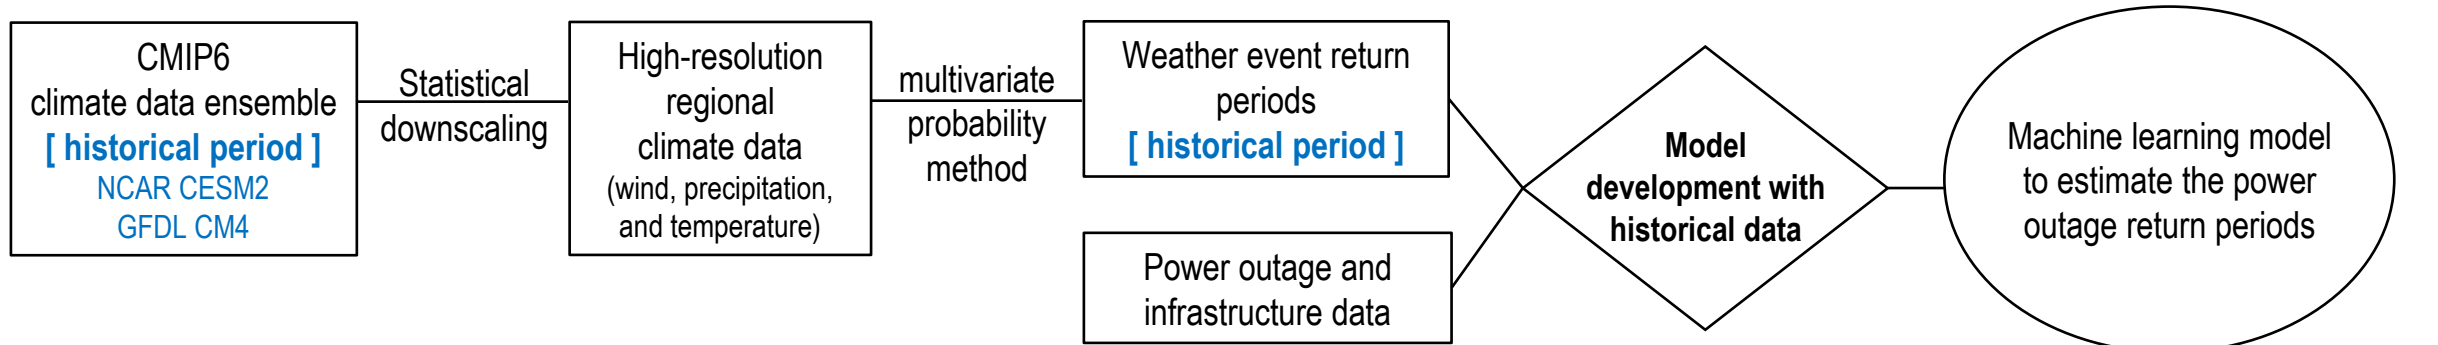 CMIP6
climate data ensemble
[ historical period ]
NCAR CESM2
GFDL CM4
Statistical
downscaling
High-resolution
regional
climate data
(wind, precipitation,
and temperature)
multivariate
probability
method
Weather event return
periods
[ historical period ]
Power outage and
infrastructure data
Model
development with
historical data
Machine learning model
to estimate the power
outage return periods